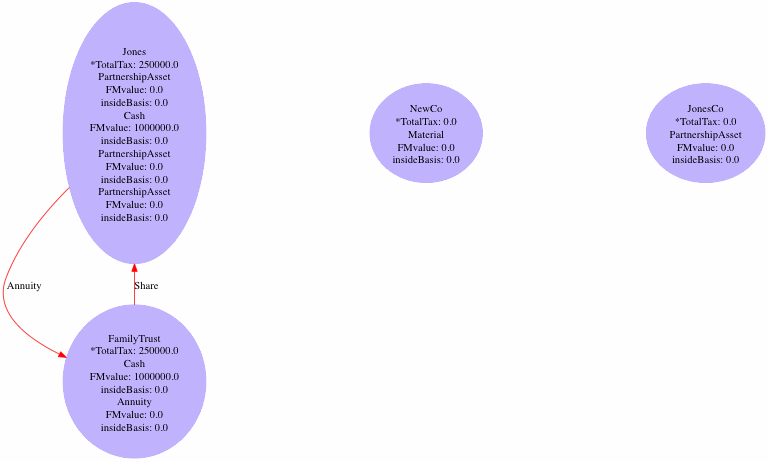 Jones
*TotalTax: 250000.0
PartnershipAsset
FMvalue: 0.0
insideBasis: 0.0
Cash
FMvalue: 1000000.0
insideBasis: 0.0
PartnershipAsset
FMvalue: 0.0
insideBasis: 0.0
PartnershipAsset
FMvalue: 0.0
insideBasis: 0.0
NewCo
*TotalTax: 0.0
Material
FMvalue: 0.0
insideBasis: 0.0
JonesCo
*TotalTax: 0.0
PartnershipAsset
FMvalue: 0.0
insideBasis: 0.0
Annuity
Share
FamilyTrust
*TotalTax: 250000.0
Cash
FMvalue: 1000000.0
insideBasis: 0.0
Annuity
FMvalue: 0.0
insideBasis: 0.0